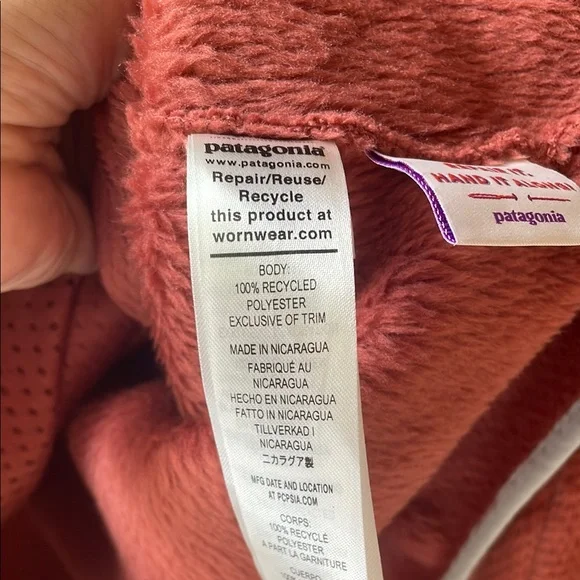 patagonia
www.patagonia.com
Repair/Reuse/
Recycle
this product at
wornwear.com
BODY:
100% RECYCLED
POLYESTER
EXCLUSIVE OF TRIM
MADE IN NICARAGUA
FABRIQUÉ AU
NICARAGUA
HECHO EN NICARAGUA
FATTO IN NICARAGUA
TILLVERKAD I
NICARAGUA
ニカラグア製
MFG DATE AND LOCATION
AT PCPSIA.COM
CORPS:
100% RECYCLÉ
POLYESTER
À PART LA GARNITURE
CUERPO
HAND IT ALONG!
patagonia